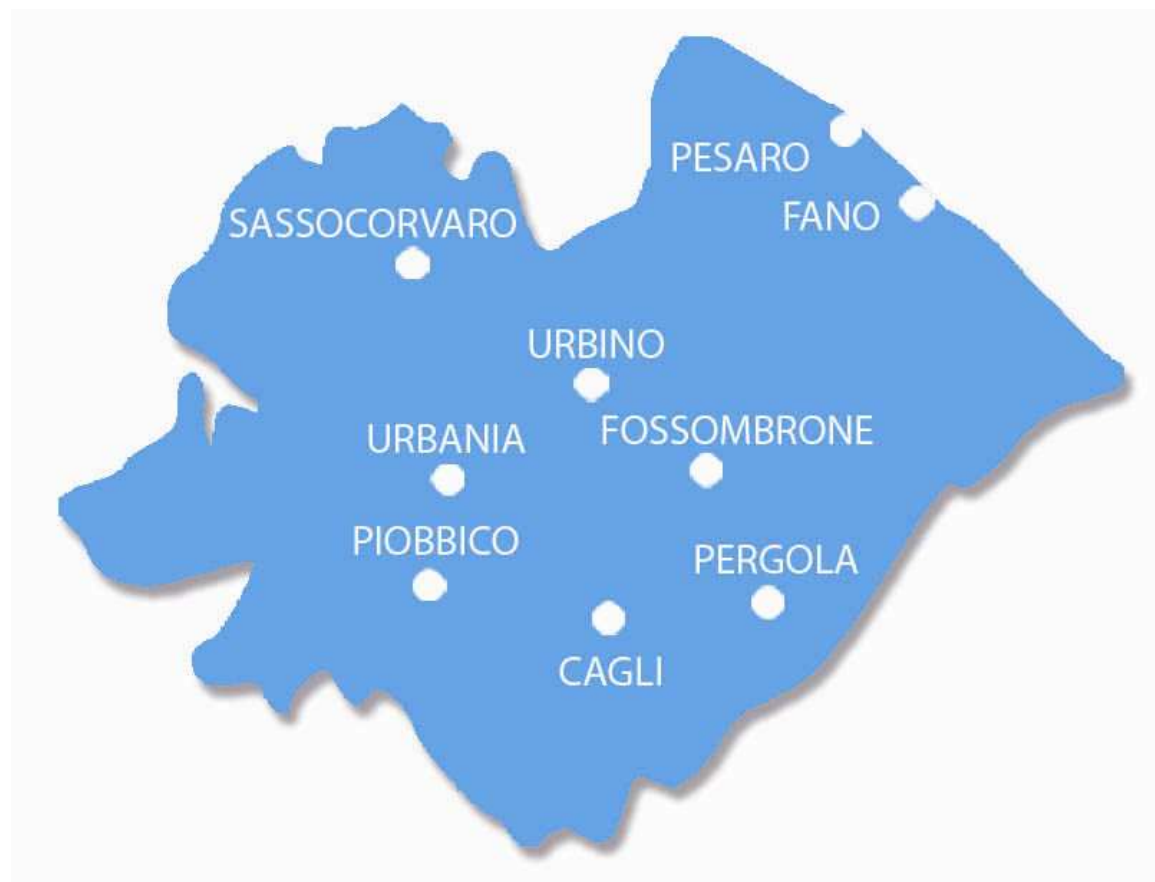 PESARO
FANO
SASSOCORVARO
URBINO
FOSSOMBRONE
URBANIA
PIOBBICO
PERGOLA
CAGLI